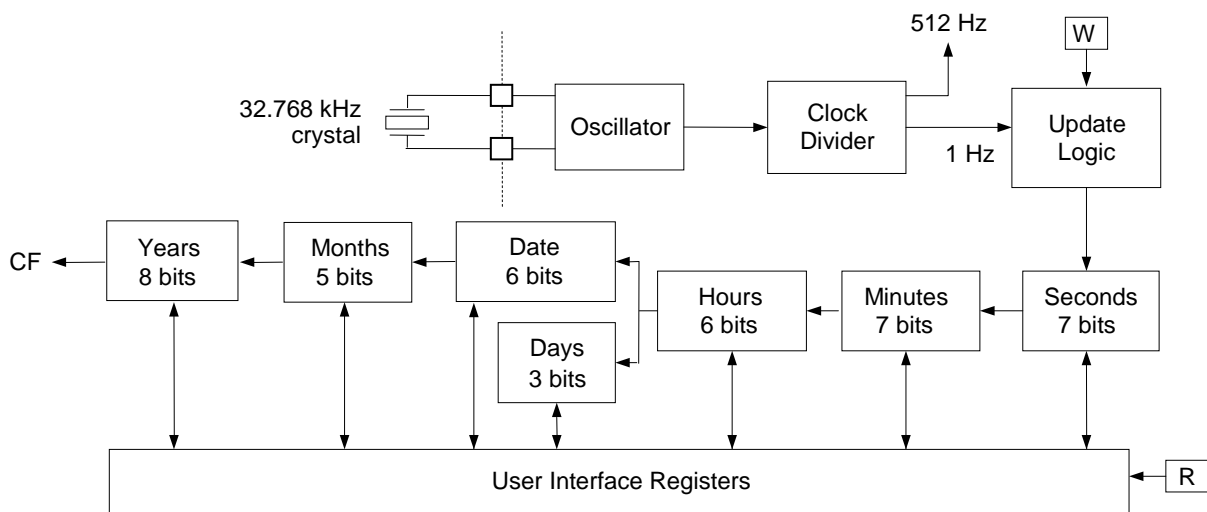 512 Hz
W
32.768 kHz
crystal
Oscillator
Clock
Divider
1 Hz
Update
Logic
CF
Years
8 bits
Months
5 bits
Date
6 bits
Days
3 bits
Hours
6 bits
Minutes
7 bits
Seconds
7 bits
User Interface Registers
R